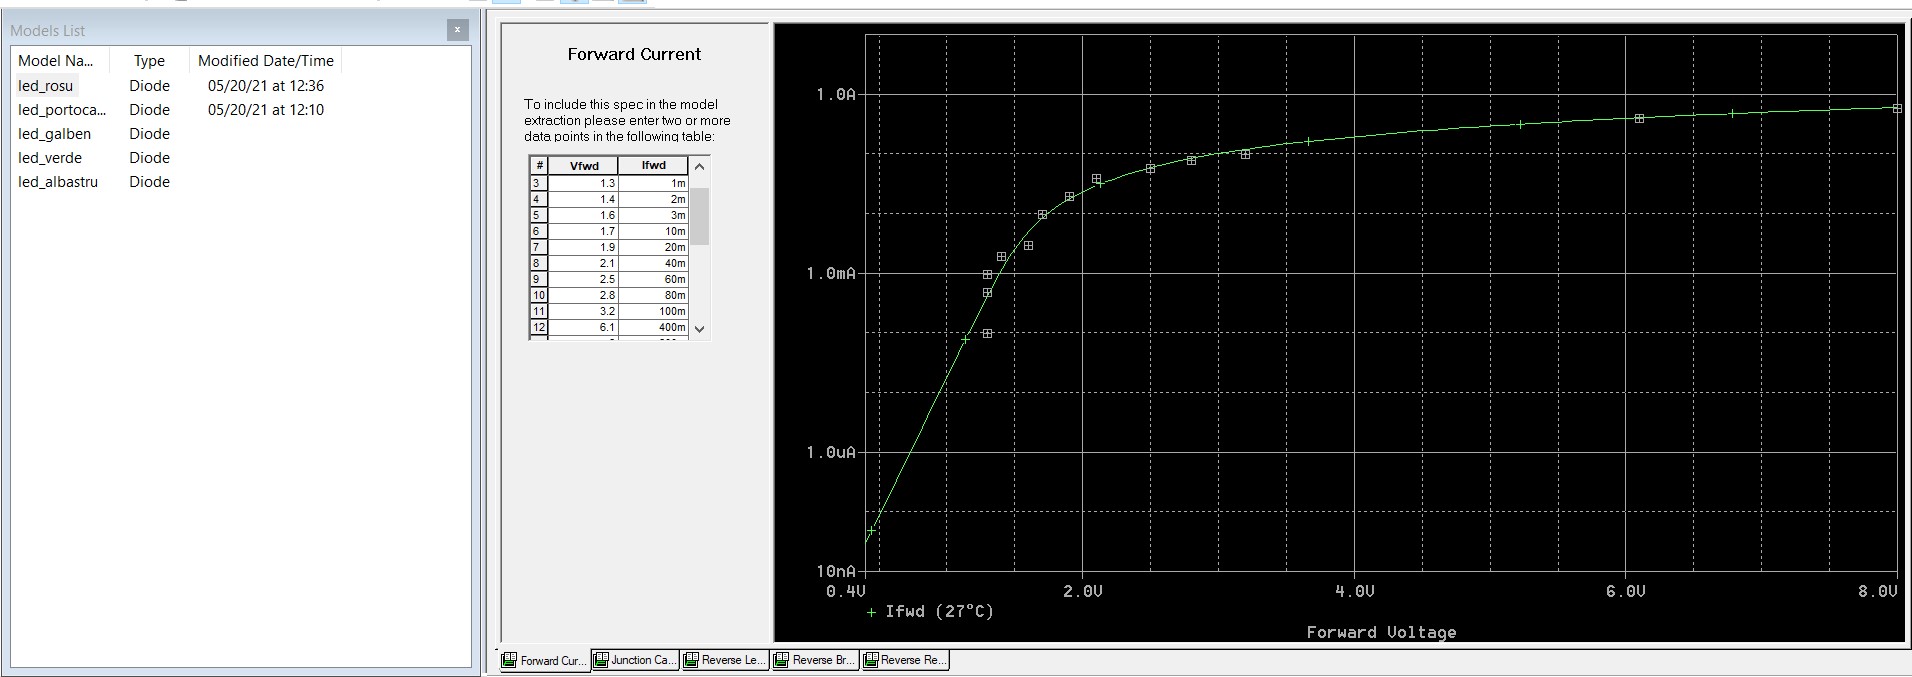 Models List
x
Model Na... Type Modified Date/Time
led_rosu Diode 05/20/21 at 12:36
led_portoca... Diode 05/20/21 at 12:10
led_galben Diode
led_verde Diode
led_albastru Diode
Forward Current
To include this spec in the model
extraction please enter two or more
data points in the following table:
# Vfwd Ifwd
3 1.3 1m
4 1.4 2m
5 1.6 3m
6 1.7 10m
7 1.9 20m
8 2.1 40m
9 2.5 60m
10 2.8 80m
11 3.2 100m
12 6.1 400m
1.0A
1.0mA
1.0uA
10nA
0.4V 2.0V 4.0V 6.0V 8.0V
Ifwd (27°C)
Forward Voltage
Forward Cur... Junction Ca... Reverse Le... Reverse Br... Reverse Re...